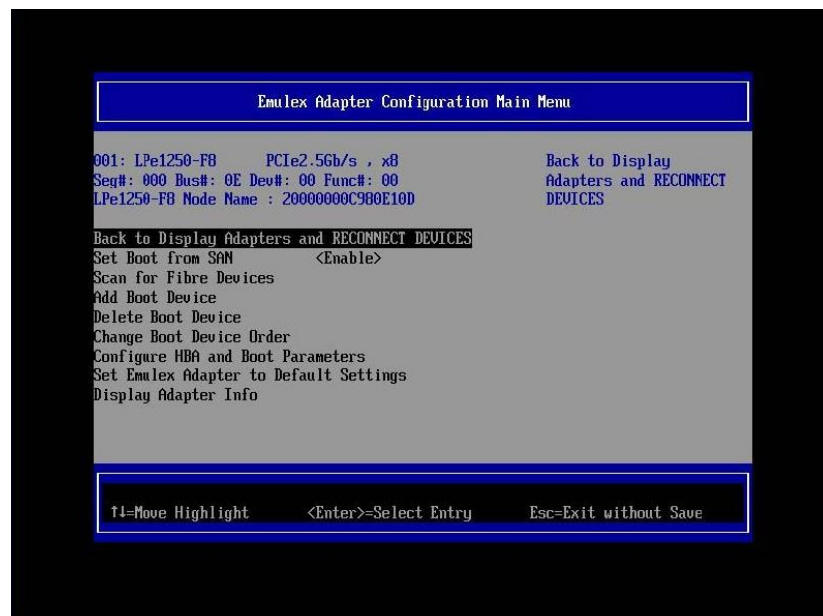 Emulex Adapter Configuration Main Menu
001: LPe1250-F8 PCIe2.5Gb/s , x8
Seg#: 000 Bus#: 0E Dev#: 00 Func#: 00
LPe1250-F8 Node Name : 20000000C980E10D
Back to Display
Adapters and RECONNECT
DEVICES
Back to Display Adapters and RECONNECT DEVICES
Set Boot from SAN <Enable>
Scan for Fibre Devices
Add Boot Device
Delete Boot Device
Change Boot Device Order
Configure HBA and Boot Parameters
Set Emulex Adapter to Default Settings
Display Adapter Info
↑↓=Move Highlight <Enter>=Select Entry Esc=Exit without Save